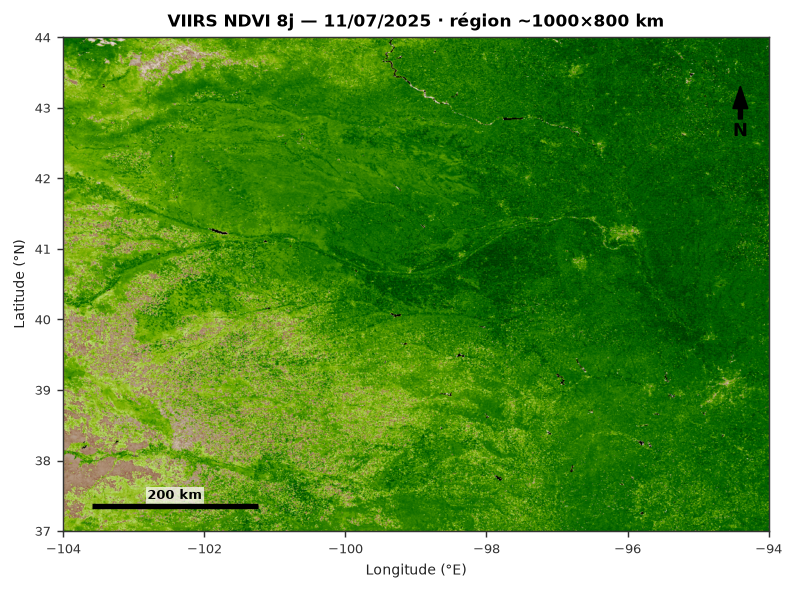 VIIRS NDVI 8j — 11/07/2025 · région ~1000×800 km
44
43
42
41
40
39
38
37
Latitude (°N)
N
200 km
−104
−102
−100
−98
−96
−94
Longitude (°E)